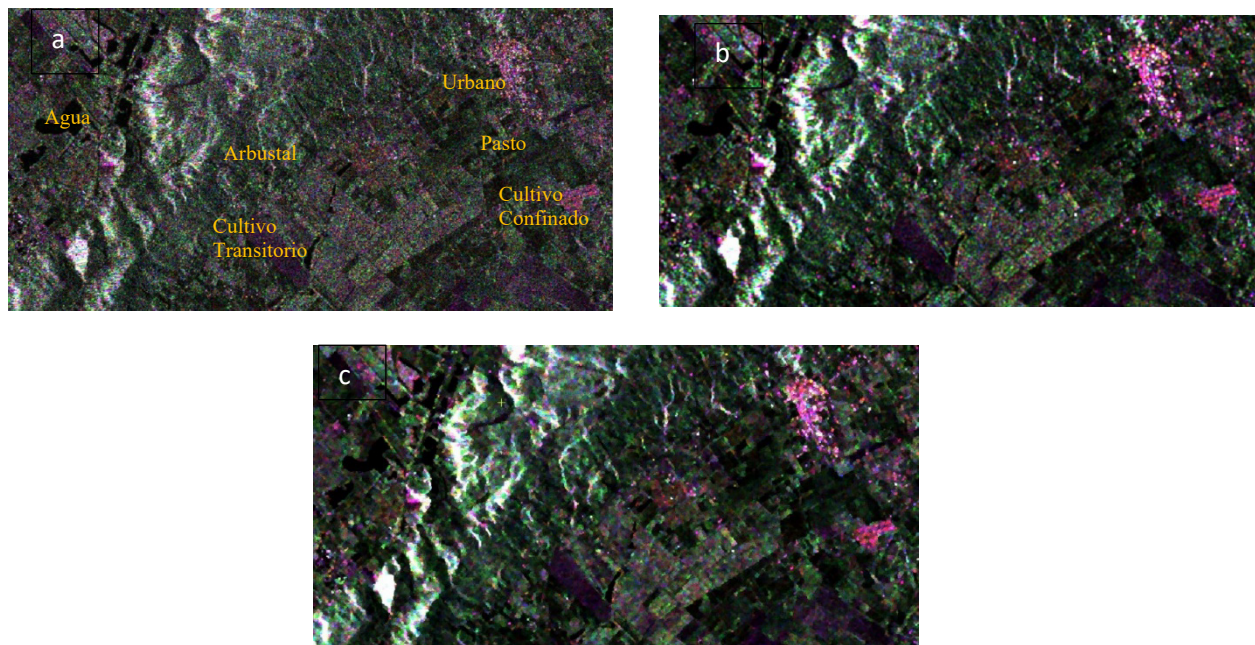 a
Urbano
Agua
Pasto
Arbustal
Cultivo
Confinado
Cultivo
Transitorio
b
c